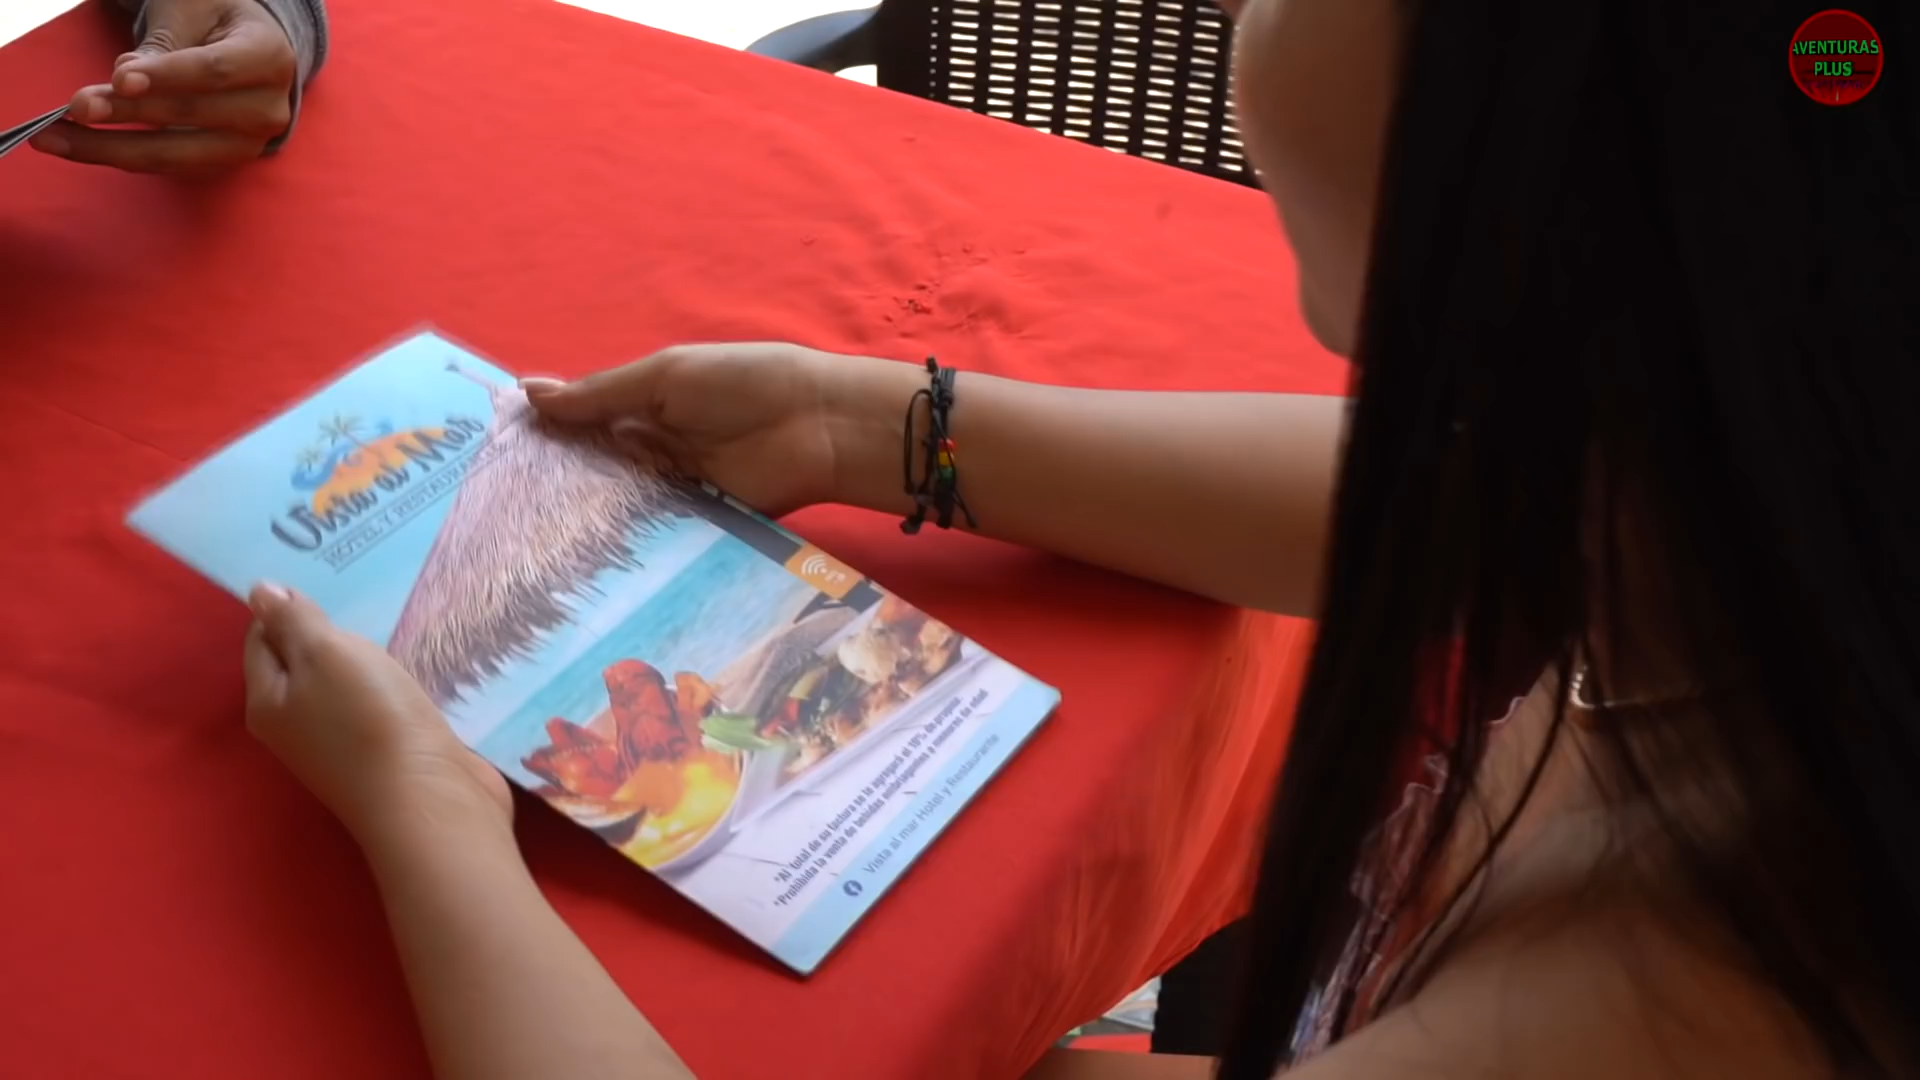 AVENTURAS
PLUS
Vista al Mar
HOTEL Y RESTAURANTE
*Al total de su factura se le agregará el 10% de propina.
*Prohibida la venta de bebidas embriagantes a menores de edad
Vista al mar Hotel y Restaurante